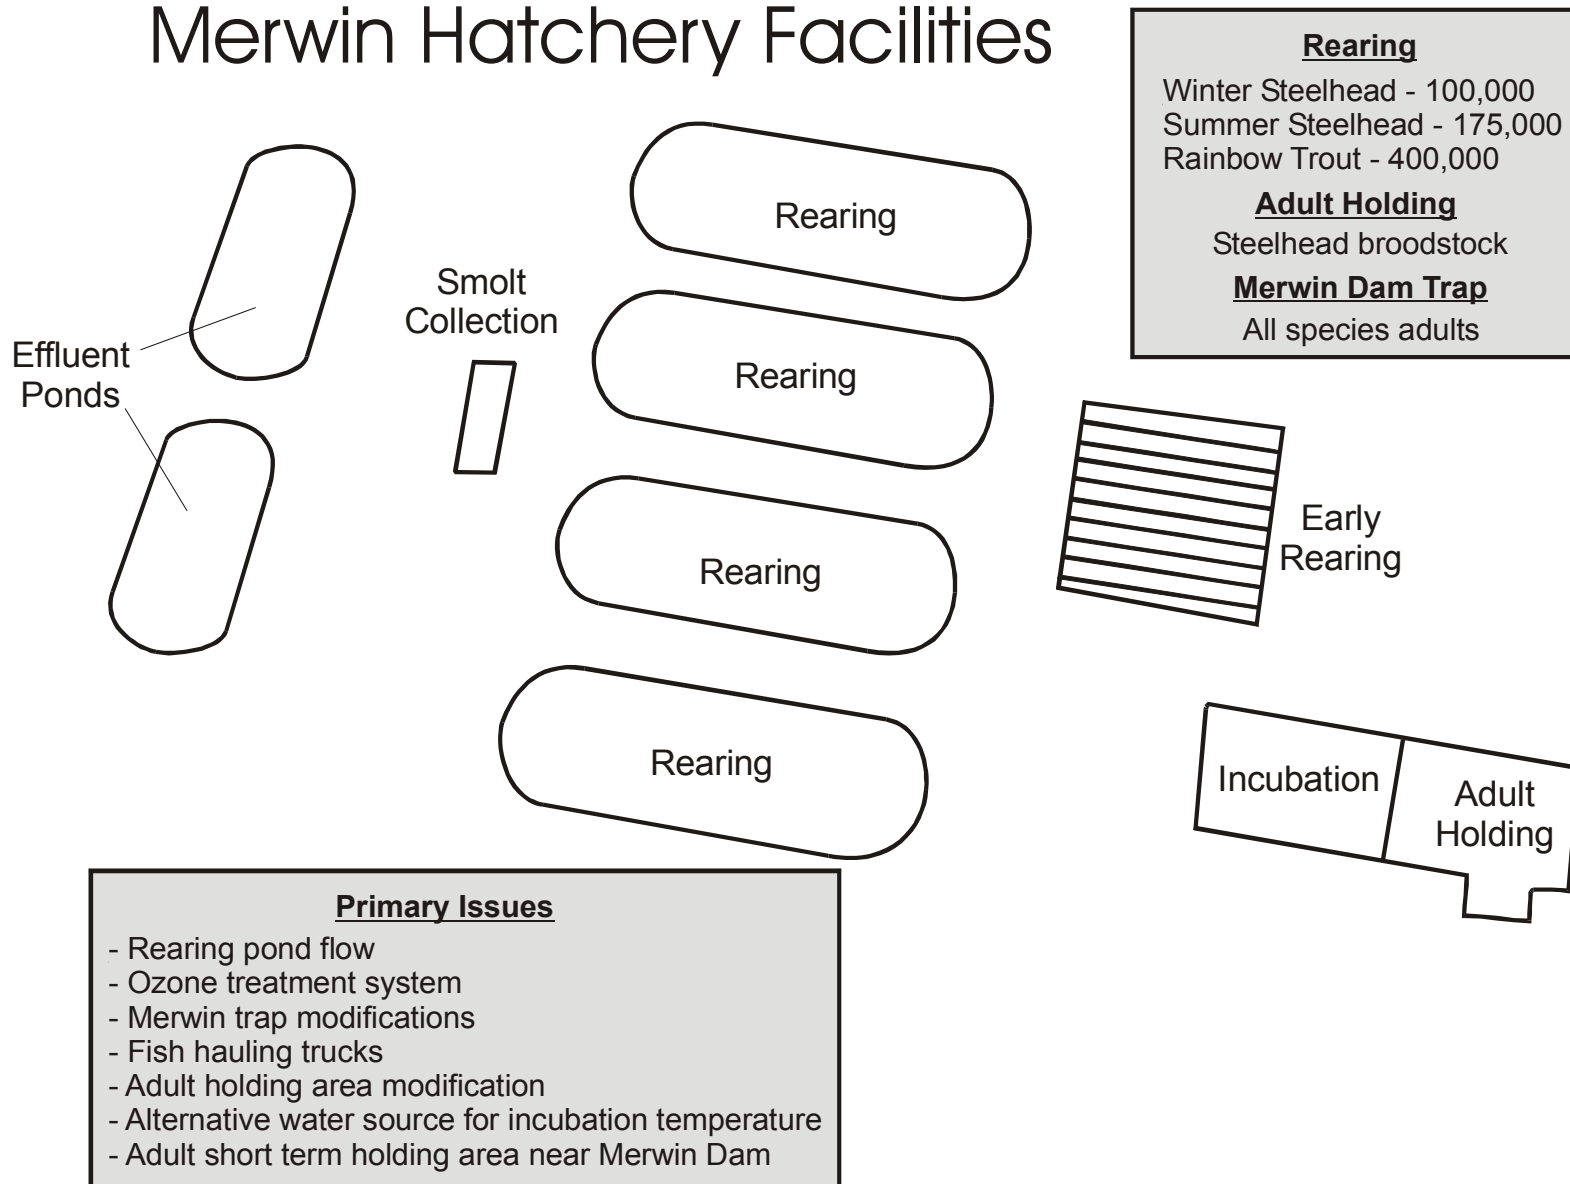 Merwin Hatchery Facilities
Rearing
Winter Steelhead - 100,000
Summer Steelhead - 175,000
Rainbow Trout - 400,000
Adult Holding
Steelhead broodstock
Merwin Dam Trap
All species adults
Rearing
Smolt
Collection
Effluent
Ponds
Rearing
Early
Rearing
Rearing
Rearing
Incubation
Adult
Holding
Primary Issues
- Rearing pond flow
- Ozone treatment system
- Merwin trap modifications
- Fish hauling trucks
- Adult holding area modification
- Alternative water source for incubation temperature
- Adult short term holding area near Merwin Dam